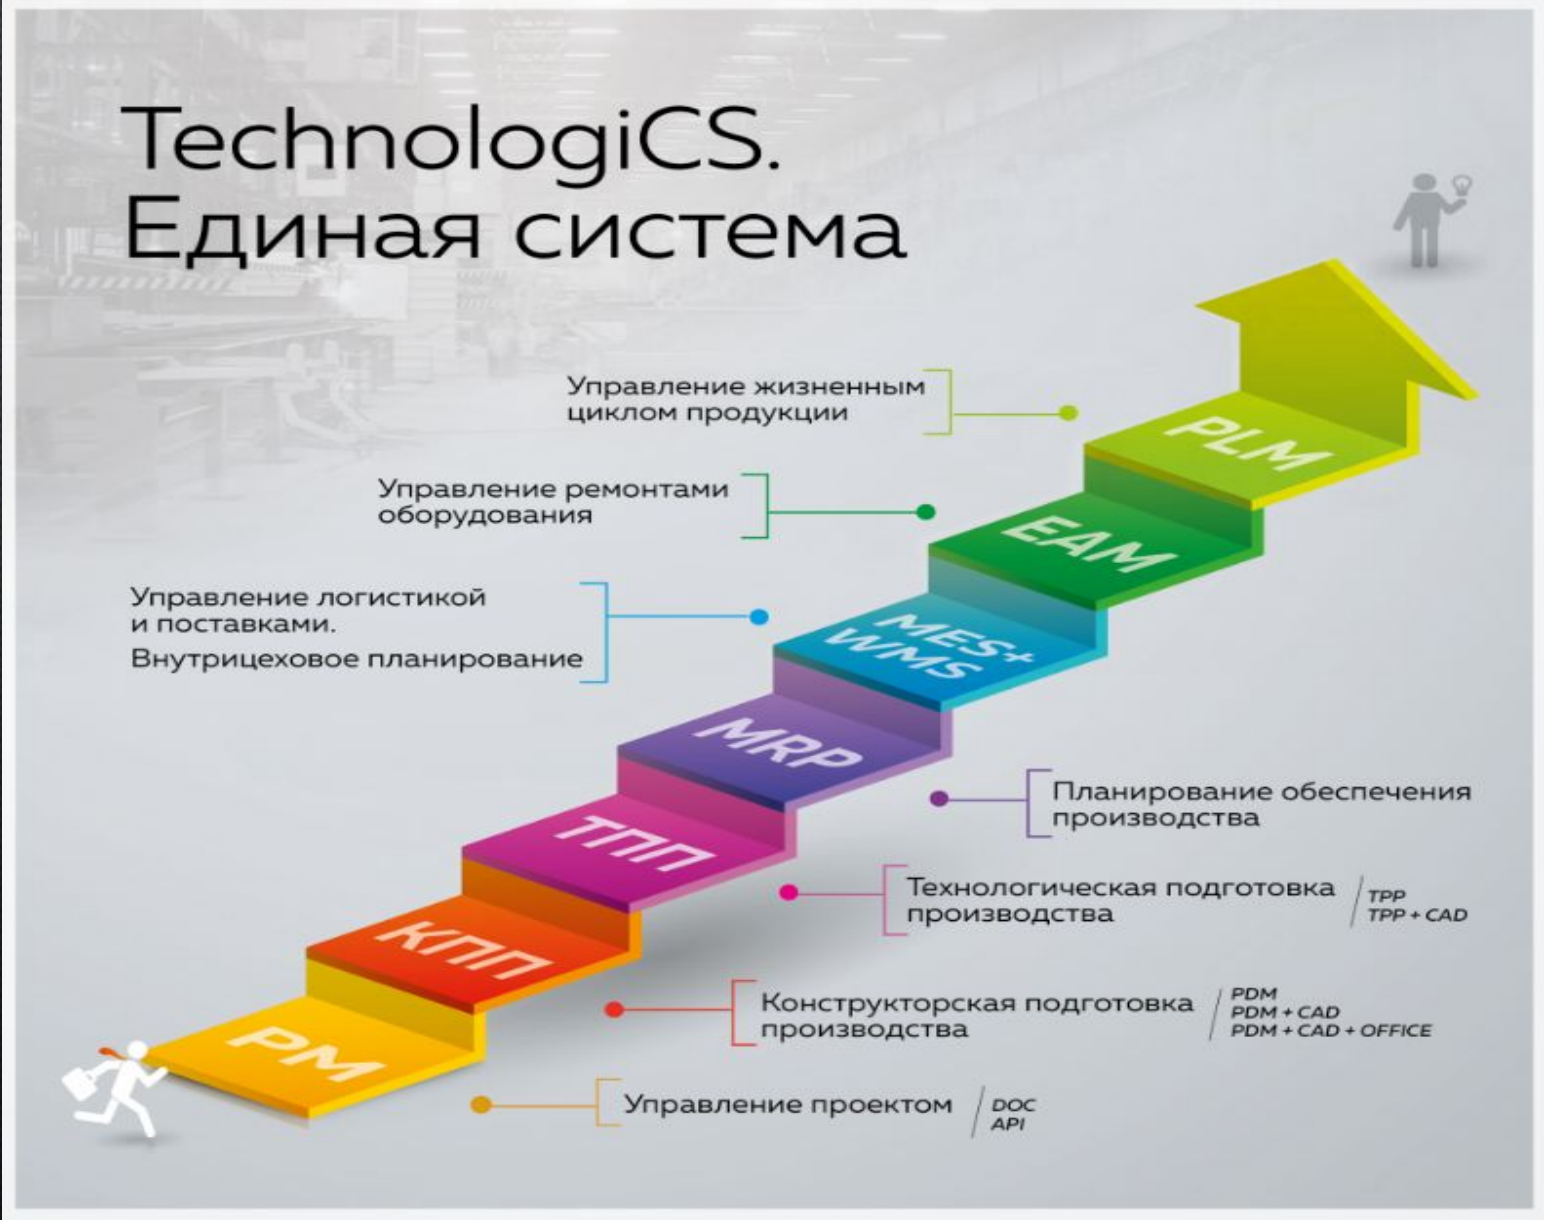 TechnologiCS.
Единая система
Управление жизненным
циклом продукции
PLM
Управление ремонтами
оборудования
EAM
Управление логистикой
и поставками.
Внутрицеховое планирование
MES+
WMS
MRP
Планирование обеспечения
производства
ТПП
Технологическая подготовка
производства
TPP
TPP + CAD
КПП
Конструкторская подготовка
производства
PDM
PDM + CAD
PDM + CAD + OFFICE
PM
Управление проектом
DOC
API